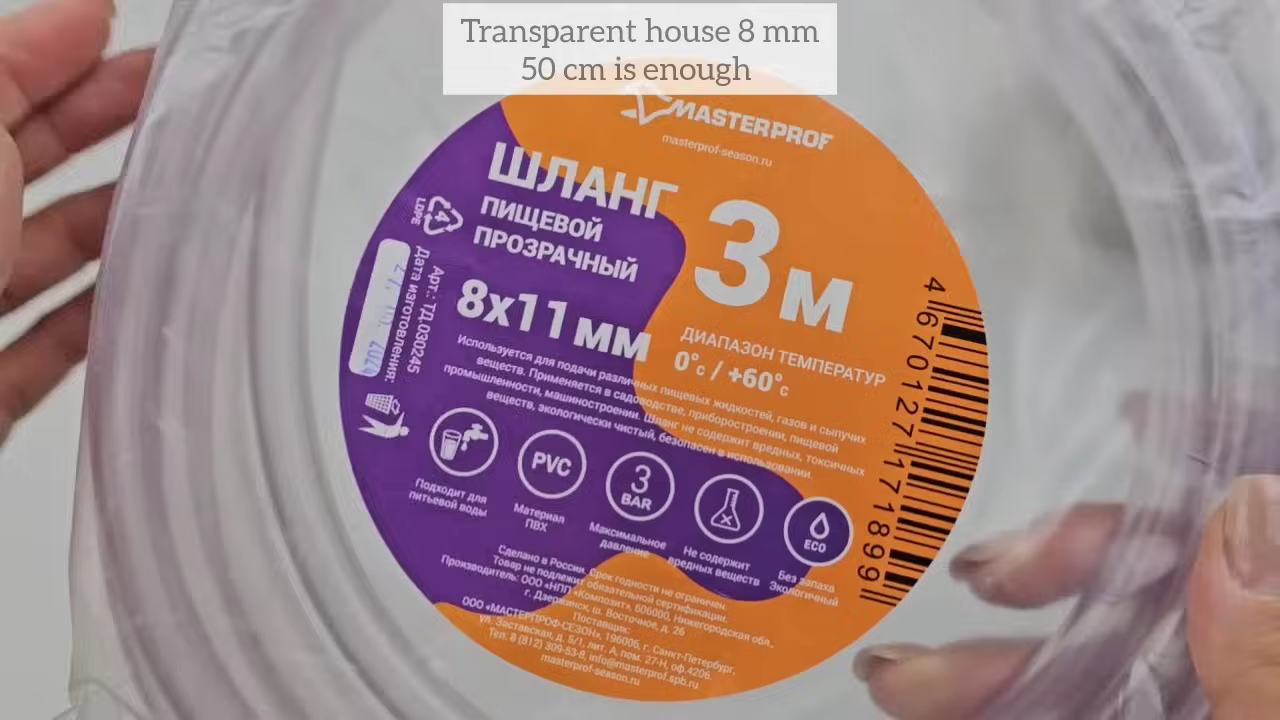 Transparent house 8 mm
50 cm is enough
MASTERPROF
masterprof-season.ru
ШЛАНГ
ПИЩЕВОЙ
ПРОЗРАЧНЫЙ
8х11 мм
3 м
ДИАПАЗОН ТЕМПЕРАТУР
0°c / +60°c
Используется для подачи различных пищевых жидкостей, газов и сыпучих
веществ. Применяется в садоводстве, приборостроении, пищевой
промышленности, машиностроении. Шланг не содержит вредных, токсичных
веществ, экологически чистый, безопасен в использовании.
4
LDPE
Арт.: ТД.030245
Дата изготовления:
PVC
3
BAR
ECO
Подходит для
питьевой воды
Материал
ПВХ
Максимальное
давление
Не содержит
вредных веществ
Без запаха
Экологичный
Сделано в России. Срок годности не ограничен.
Товар не подлежит обязательной сертификации.
Производитель: ООО «НПП «Композит», 606000, Нижегородская обл.,
г. Дзержинск, ш. Восточное, д. 26
Поставщик:
ООО «МАСТЕРПРОФ-СЕЗОН», 196006, г. Санкт-Петербург,
ул. Заставская, д. 5/1, лит. А, пом. 27-Н, оф.4206.
Тел. 8 (812) 309-53-8, info@masterprof.spb.ru
masterprof-season.ru
4 670127 171899